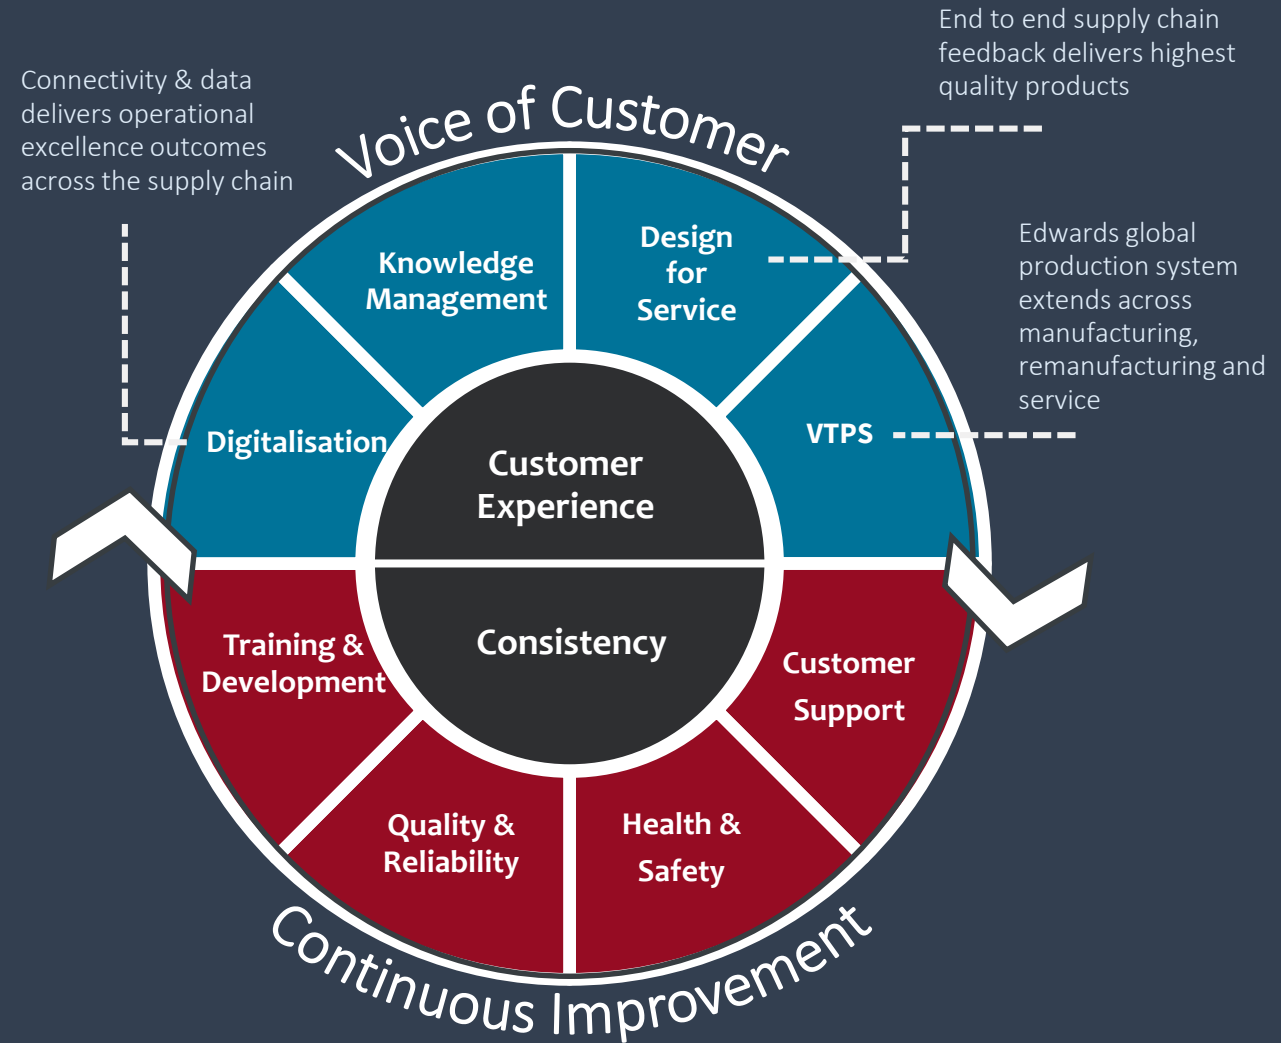 End to end supply chain
feedback delivers highest
quality products
Connectivity & data
delivers operational
excellence outcomes
across the supply chain
Voice of Customer
Edwards global
production system
extends across
manufacturing,
remanufacturing and
service
Knowledge
Management
Design
for
Service
Digitalisation
VTPS
Customer
Experience
Consistency
Training &
Development
Customer
Support
Quality &
Reliability
Health &
Safety
Continuous Improvement